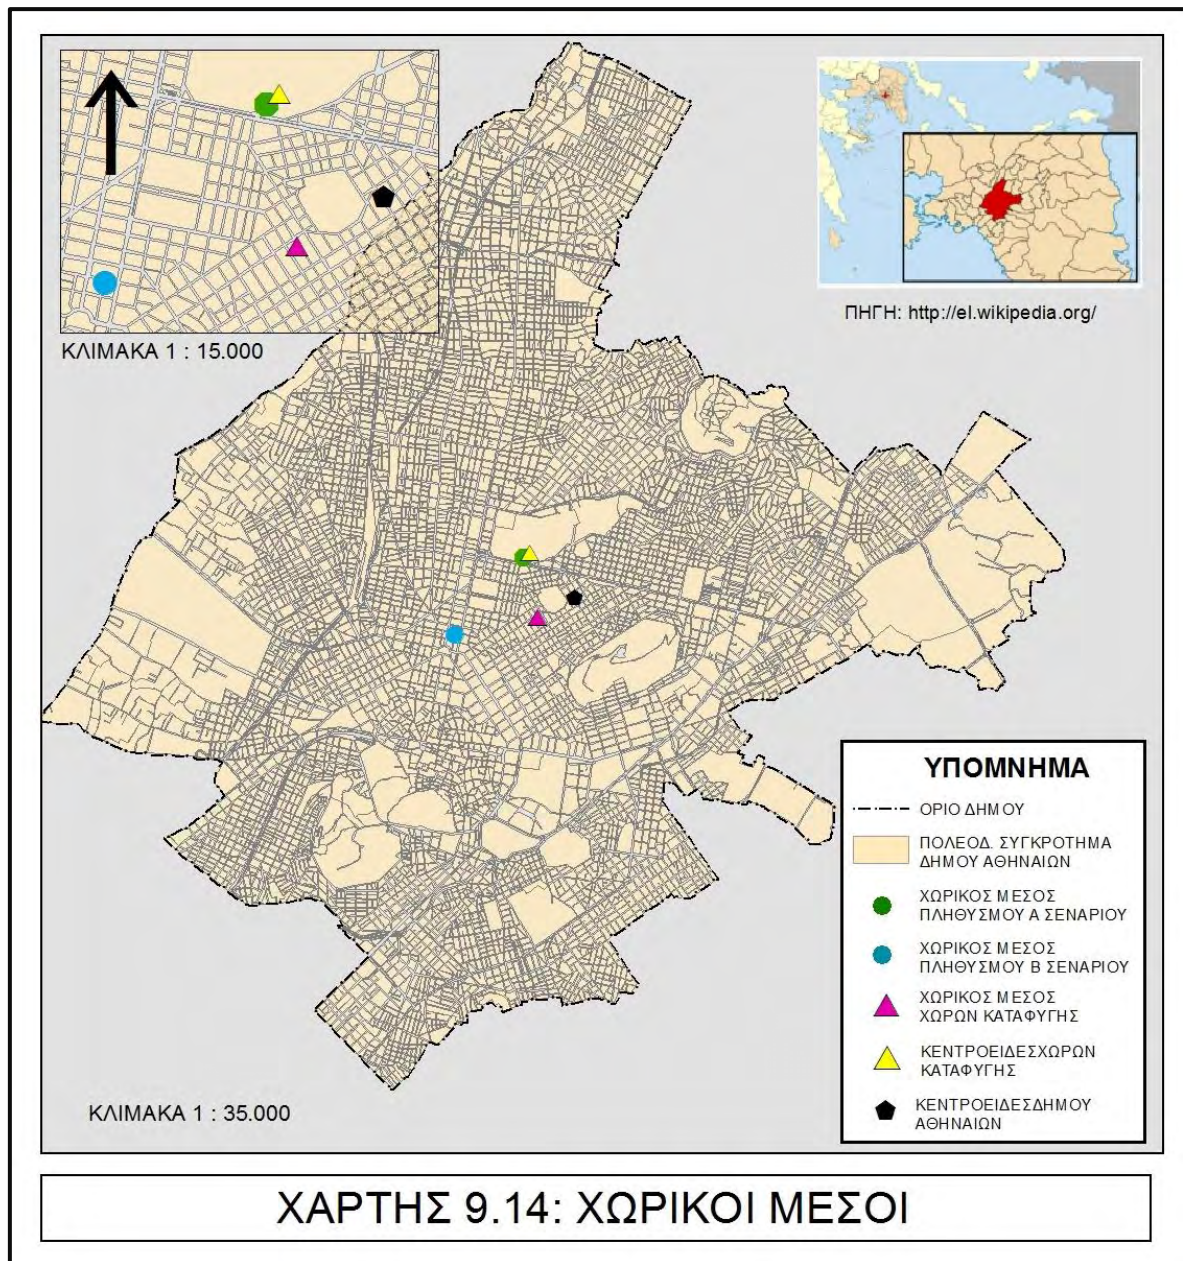 ΚΛΙΜΑΚΑ 1 : 15.000
ΠΗΓΗ: http://el.wikipedia.org/
ΚΛΙΜΑΚΑ 1 : 35.000
ΥΠΟΜΝΗΜΑ
ΟΡΙΟ ΔΗΜΟΥ
ΠΟΛΕΟΔ. ΣΥΓΚΡΟΤΗΜΑ
ΔΗΜΟΥ ΑΘΗΝΑΙΩΝ
ΧΩΡΙΚΟΣ ΜΕΣΟΣ
ΠΛΗΘΥΣΜΟΥ Α ΣΕΝΑΡΙΟΥ
ΧΩΡΙΚΟΣ ΜΕΣΟΣ
ΠΛΗΘΥΣΜΟΥ Β ΣΕΝΑΡΙΟΥ
ΧΩΡΙΚΟΣ ΜΕΣΟΣ
ΧΩΡΩΝ ΚΑΤΑΦΥΓΗΣ
ΚΕΝΤΡΟΕΙΔΕΣΧΩΡΩΝ
ΚΑΤΑΦΥΓΗΣ
ΚΕΝΤΡΟΕΙΔΕΣΔΗΜΟΥ
ΑΘΗΝΑΙΩΝ
ΧΑΡΤΗΣ 9.14: ΧΩΡΙΚΟΙ ΜΕΣΟΙ